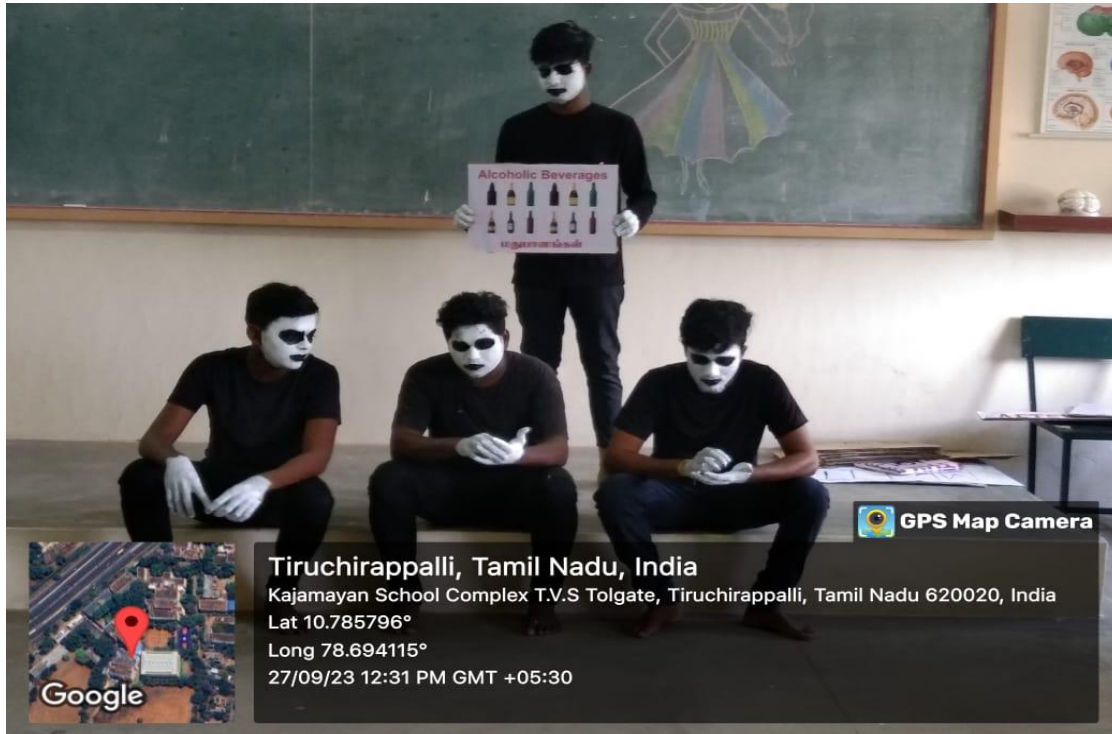 Alcoholic Beverages
மதுபானங்கள்
GPS Map Camera
Tiruchirappalli, Tamil Nadu, India
Kajamayan School Complex T.V.S Tolgate, Tiruchirappalli, Tamil Nadu 620020, India
Lat 10.785796°
Long 78.694115°
27/09/23 12:31 PM GMT +05:30
Google